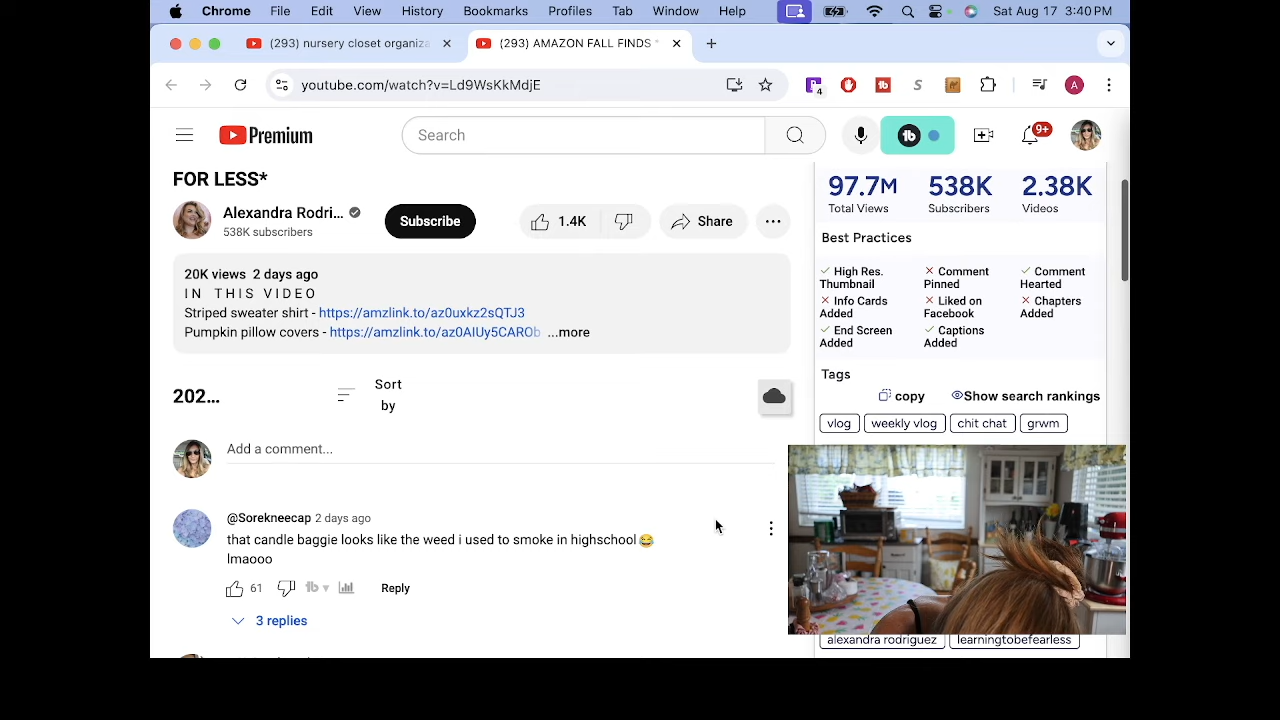 Chrome File Edit View History Bookmarks Profiles Tab Window Help Sat Aug 17 3:40 PM
(293) nursery closet organiza
(293) AMAZON FALL FINDS *
youtube.com/watch?v=Ld9WsKkMdjE
4
A
Premium
Search
tb
9+
FOR LESS*
Alexandra Rodri...
538K subscribers
Subscribe
1.4K
Share
20K views 2 days ago
I N T H I S V I D E O
Striped sweater shirt - https://amzlink.to/az0uxkz2sQTJ3
Pumpkin pillow covers - https://amzlink.to/az0AIUy5CAROb ...more
202...
Sort
by
Add a comment...
@Sorekneecap 2 days ago
that candle baggie looks like the weed i used to smoke in highschool😂
lmaooo
61
tb
Reply
3 replies
97.7M 538K 2.38K
Total Views Subscribers Videos
Best Practices
✓ High Res. Thumbnail
✗ Comment Pinned
✓ Comment Hearted
✗ Info Cards Added
✗ Liked on Facebook
✗ Chapters Added
✓ End Screen Added
✓ Captions Added
Tags
copy
Show search rankings
vlog weekly vlog chit chat grwm
alexandra rodriguez learningtobefearless